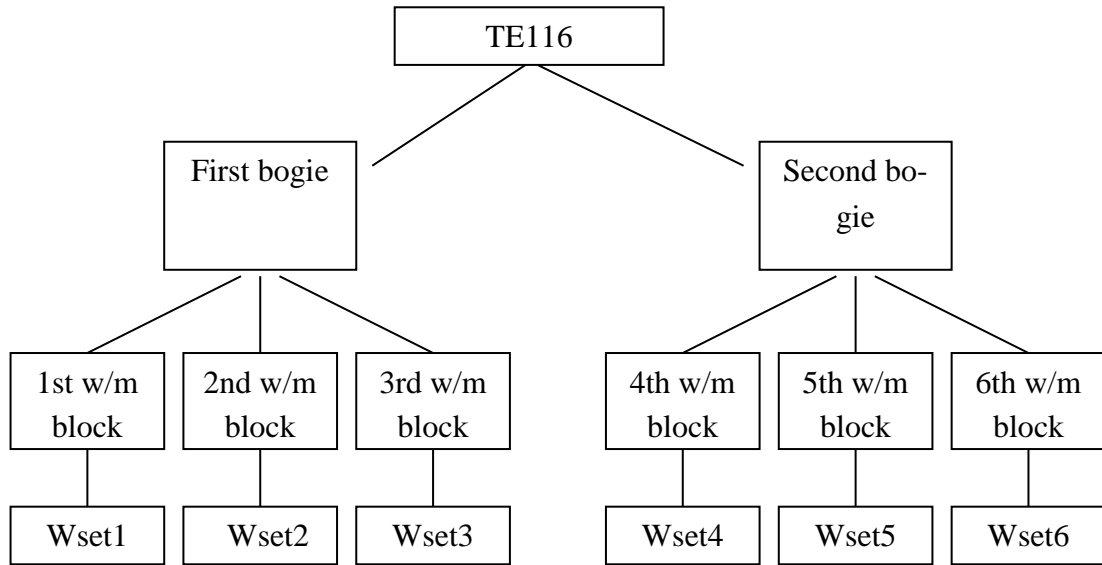 TE116
First bogie
Second bo-
gie
1st w/m
block
2nd w/m
block
3rd w/m
block
4th w/m
block
5th w/m
block
6th w/m
block
Wset1
Wset2
Wset3
Wset4
Wset5
Wset6